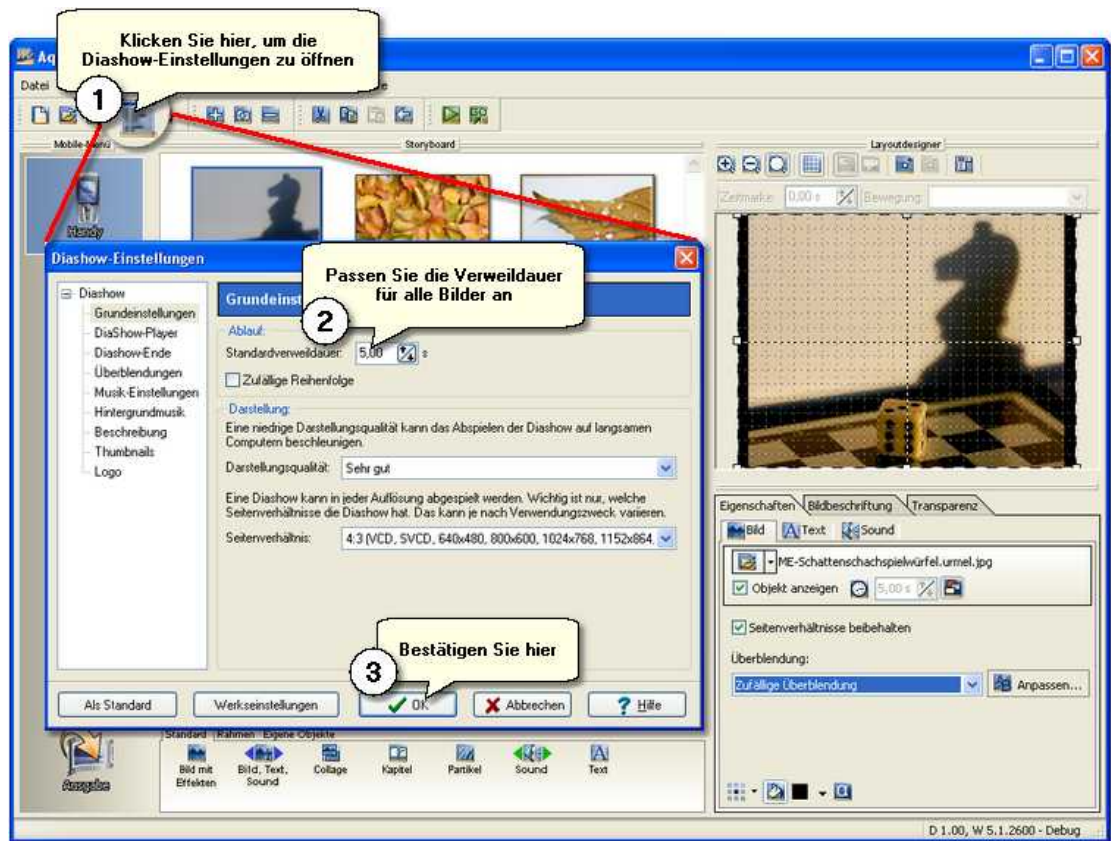 Klicken Sie hier, um die
Diashow-Einstellungen zu öffnen
1
Aq
Datei
Mobile-Menü
Storyboard
Layoutdesigner
Zeitmarke: 0,00 s
Bewegung:
Handy
Diashow-Einstellungen
Passen Sie die Verweildauer
für alle Bilder an
2
Diashow
Grundeinstellungen
DiaShow-Player
Diashow-Ende
Überblendungen
Musik-Einstellungen
Hintergrundmusik
Beschreibung
Thumbnails
Logo
Grundeinst
Ablauf:
Standardverweildauer: 5,00 s
Zufällige Reihenfolge
Darstellung:
Eine niedrige Darstellungsqualität kann das Abspielen der Diashow auf langsamen
Computern beschleunigen.
Darstellungsqualität: Sehr gut
Eine Diashow kann in jeder Auflösung abgespielt werden. Wichtig ist nur, welche
Seitenverhältnisse die Diashow hat. Das kann je nach Verwendungszweck variieren.
Seitenverhältnis: 4:3 (VCD, SVCD, 640x480, 800x600, 1024x768, 1152x864,
Bestätigen Sie hier
3
Als Standard
Werkseinstellungen
OK
Abbrechen
? Hilfe
Eigenschaften
Bildbeschriftung
Transparenz
Bild
Text
Sound
ME-Schattenschachspielwürfel.urmel.jpg
Objekt anzeigen
5,00 s
Seitenverhältnisse beibehalten
Überblendung:
Zufällige Überblendung
Anpassen...
Standard
Rahmen
Eigene Objekte
Ausgabe
Bild mit
Effekten
Bild, Text,
Sound
Collage
Kapitel
Partikel
Sound
Text
D 1.00, W 5.1.2600 - Debug